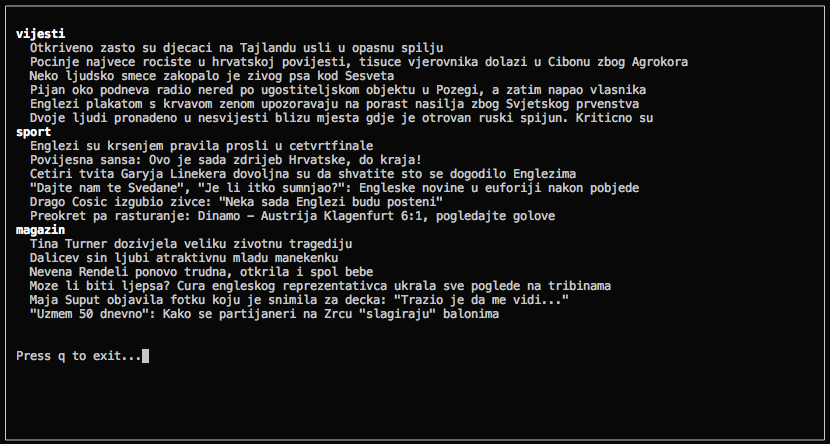 vijesti
Otkriveno zasto su djecaci na Tajlandu usli u opasnu spilju
Pocinje najvece rociste u hrvatskoj povijesti, tisuce vjerovnika dolazi u Cibonu zbog Agrokora
Neko ljudsko smece zakopalo je zivog psa kod Sesveta
Pijan oko podneva radio nered po ugostiteljskom objektu u Pozegi, a zatim napao vlasnika
Englezi plakatom s krvavom zenom upozoravaju na porast nasilja zbog Svjetskog prvenstva
Dvoje ljudi pronadeno u nesvijesti blizu mjesta gdje je otrovan ruski spijun. Kriticno su
sport
Englezi su krsenjem pravila prosli u cetvrtfinale
Povijesna sansa: Ovo je sada zdrijeb Hrvatske, do kraja!
Cetiri tvita Garyja Linekera dovoljna su da shvatite sto se dogodilo Englezima
"Dajte nam te Svedane", "Je li itko sumnjao?": Engleske novine u euforiji nakon pobjede
Drago Cosic izgubio zivce: "Neka sada Englezi budu posteni"
Preokret pa rasturanje: Dinamo - Austrija Klagenfurt 6:1, pogledajte golove
magazin
Tina Turner dozivjela veliku zivotnu tragediju
Dalicev sin ljubi atraktivnu mladu manekenku
Nevena Rendeli ponovo trudna, otkrila i spol bebe
Moze li biti ljepsa? Cura engleskog reprezentativca ukrala sve poglede na tribinama
Maja Suput objavila fotku koju je snimila za decka: "Trazio je da me vidi..."
"Uzmem 50 dnevno": Kako se partijaneri na Zrcu "slagiraju" balonima
Press q to exit...